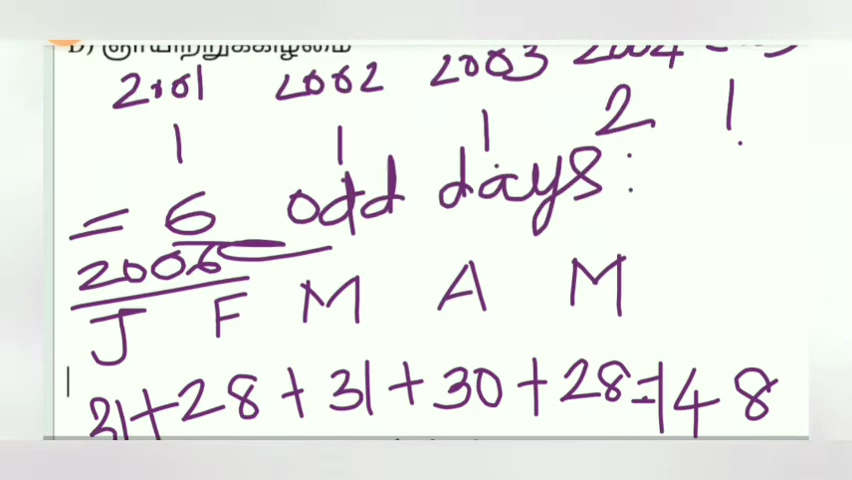 D) ஞாயிற்றுக்கிழமை
2001 2002 2003 2004
1 1 1 2 1
= 6 odd days:
2006
J F M A M
31+28+31+30+28=148